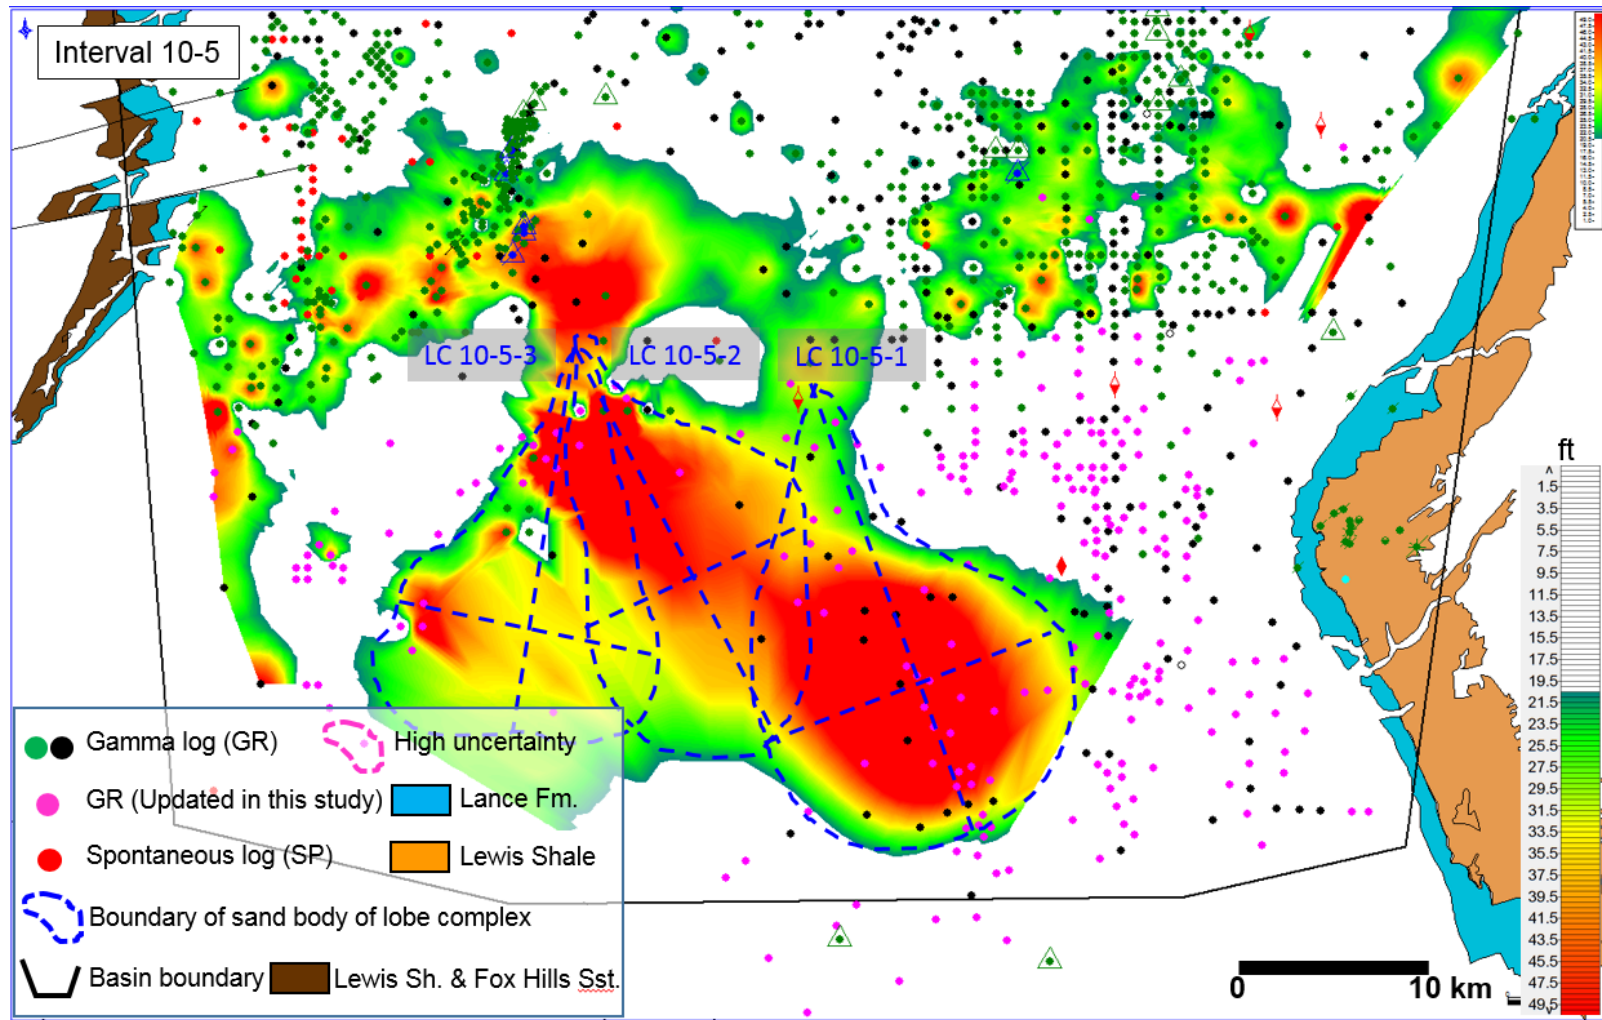 Interval 10-5
LC 10-5-3
LC 10-5-2
LC 10-5-1
ft
1.5
3.5
5.5
7.5
9.5
11.5
13.5
15.5
17.5
19.5
21.5
23.5
25.5
27.5
29.5
31.5
33.5
35.5
37.5
39.5
41.5
43.5
45.5
47.5
49.5
Gamma log (GR)
High uncertainty
GR (Updated in this study)
Lance Fm.
Spontaneous log (SP)
Lewis Shale
Boundary of sand body of lobe complex
Basin boundary
Lewis Sh. & Fox Hills Sst.
0
10 km